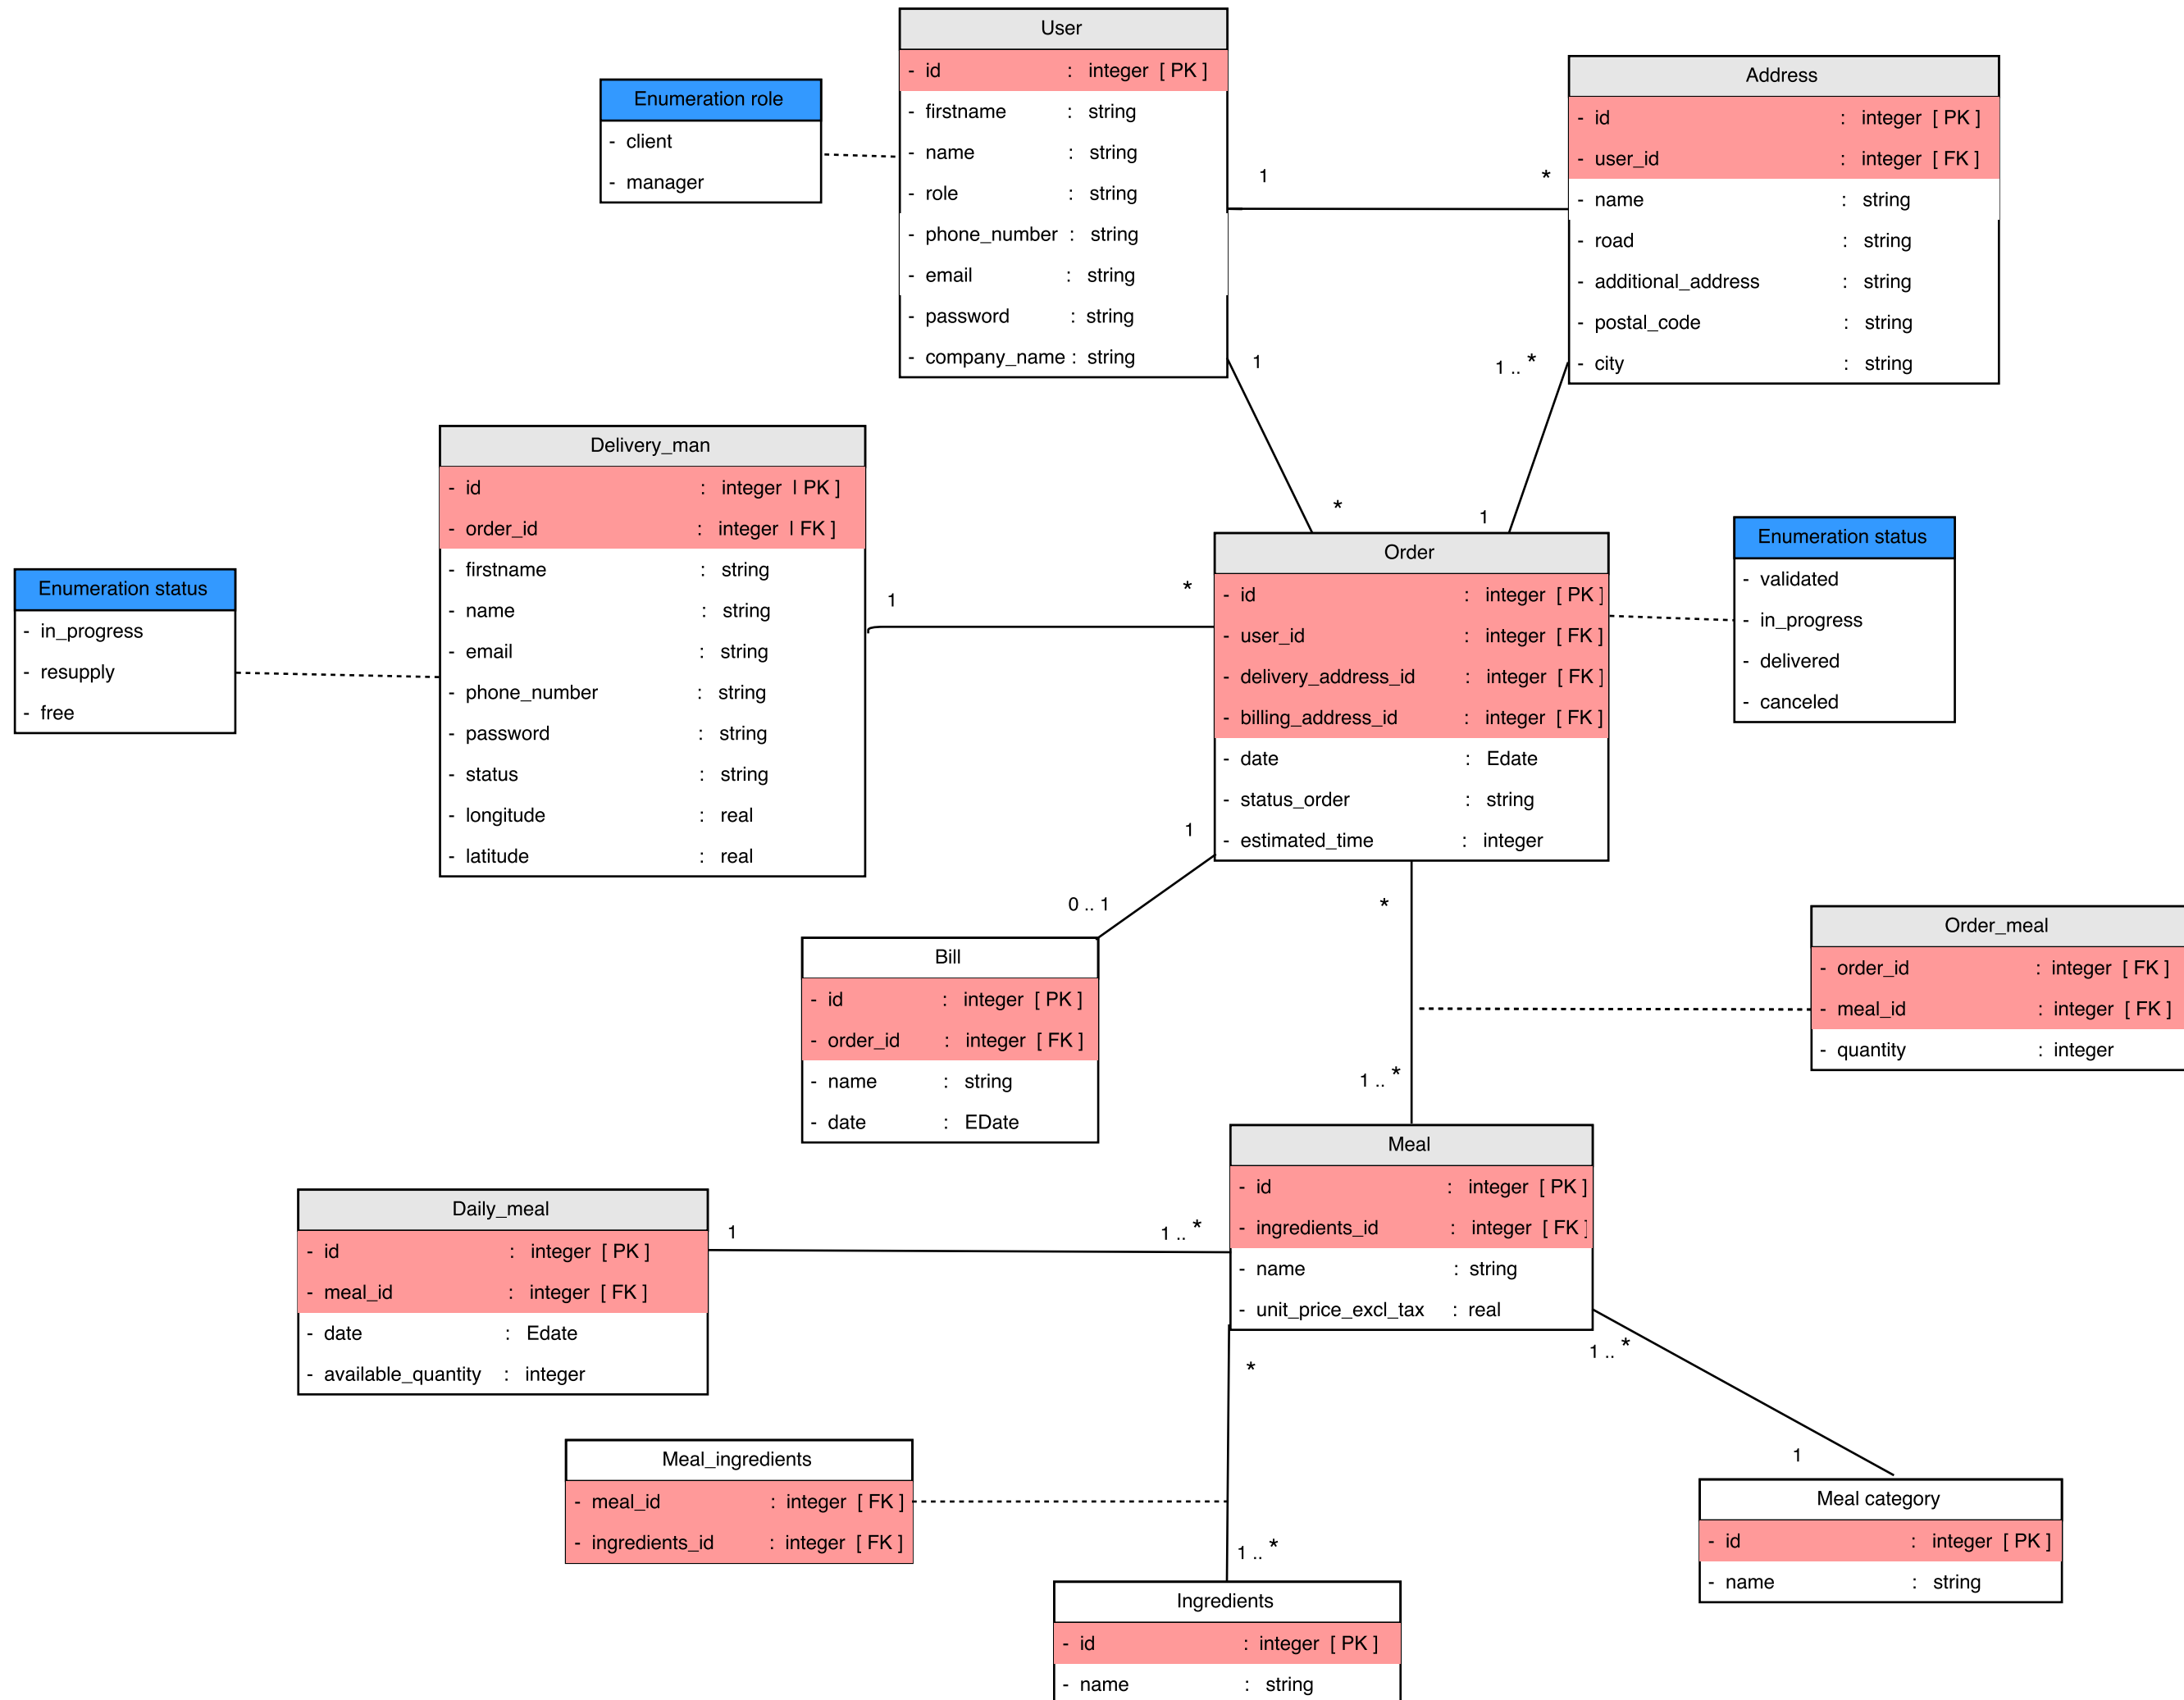 User
- id : integer [ PK ]
- firstname : string
- name : string
- role : string
- phone_number : string
- email : string
- password : string
- company_name : string
Enumeration role
- client
- manager
1
*
Address
- id : integer [ PK ]
- user_id : integer [ FK ]
- name : string
- road : string
- additional_address : string
- postal_code : string
- city : string
1
*
1 .. *
1
Delivery_man
- id : integer | PK ]
- order_id : integer | FK ]
- firstname : string
- name : string
- email : string
- phone_number : string
- password : string
- status : string
- longitude : real
- latitude : real
Enumeration status
- in_progress
- resupply
- free
1
*
Order
- id : integer [ PK ]
- user_id : integer [ FK ]
- delivery_address_id : integer [ FK ]
- billing_address_id : integer [ FK ]
- date : Edate
- status_order : string
- estimated_time : integer
Enumeration status
- validated
- in_progress
- delivered
- canceled
1
0 .. 1
*
1 .. *
Bill
- id : integer [ PK ]
- order_id : integer [ FK ]
- name : string
- date : EDate
Order_meal
- order_id : integer [ FK ]
- meal_id : integer [ FK ]
- quantity : integer
Meal
- id : integer [ PK ]
- ingredients_id : integer [ FK ]
- name : string
- unit_price_excl_tax : real
Daily_meal
- id : integer [ PK ]
- meal_id : integer [ FK ]
- date : Edate
- available_quantity : integer
1
1 .. *
*
1 .. *
1 .. *
1
Meal_ingredients
- meal_id : integer [ FK ]
- ingredients_id : integer [ FK ]
Meal category
- id : integer [ PK ]
- name : string
Ingredients
- id : integer [ PK ]
- name : string